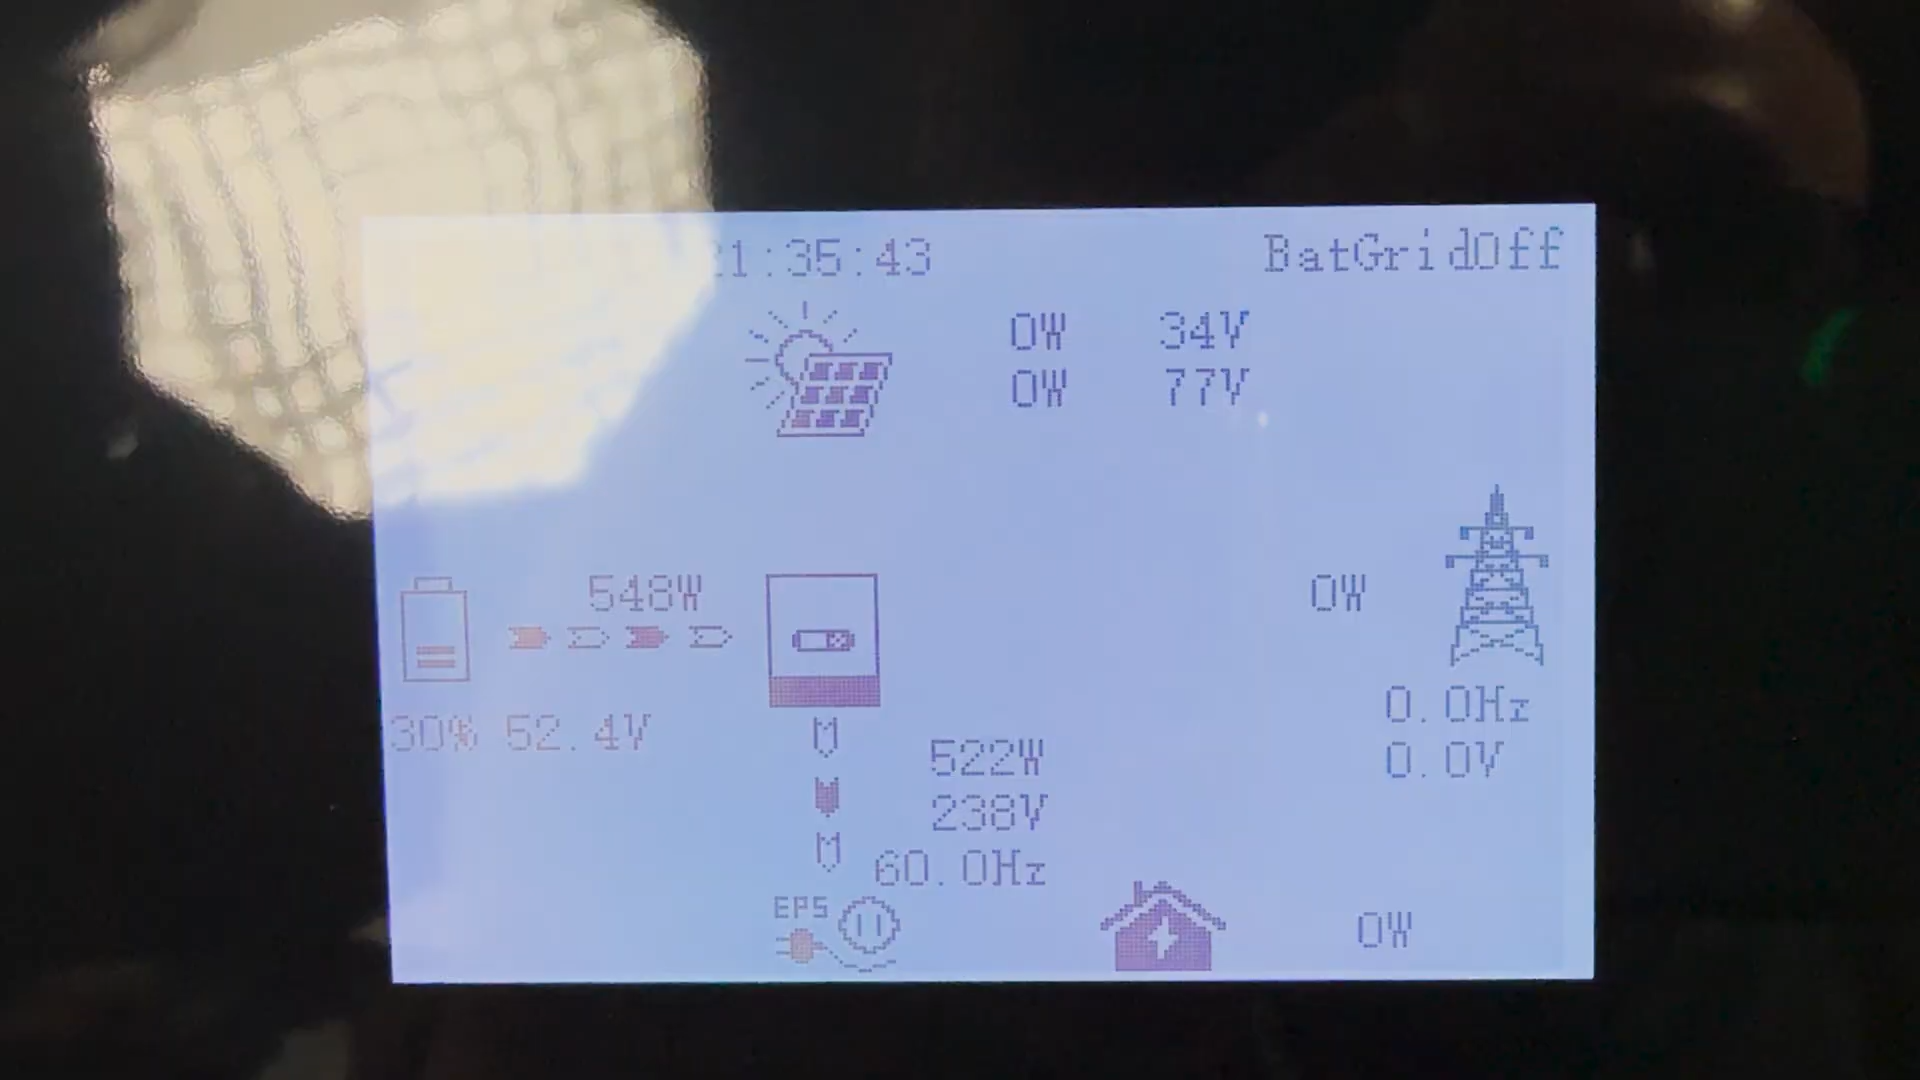 1:35:43 BatGridOff
0W 34V
0W 77V
548W
0W
30% 52.4V
0.0Hz
0.0V
522W
238V
60.0Hz
EPS
0W